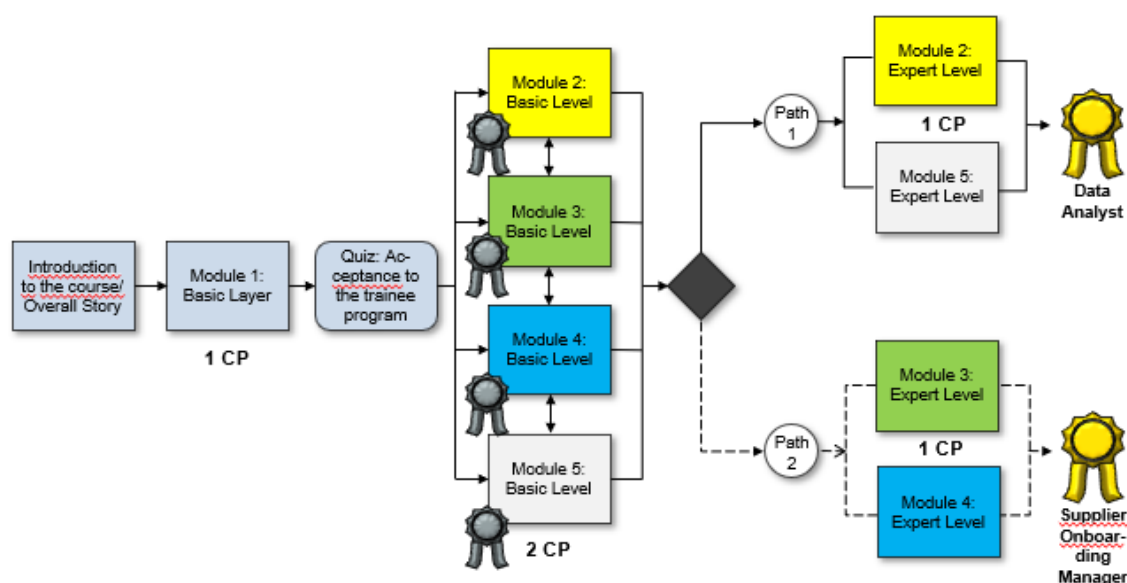 Introduction
to the course/
Overall Story
Module 1:
Basic Layer
1 CP
Quiz: Ac-
ceptance to
the trainee
program
Module 2:
Basic Level
Module 3:
Basic Level
Module 4:
Basic Level
Module 5:
Basic Level
2 CP
Path
1
Module 2:
Expert Level
1 CP
Module 5:
Expert Level
Data
Analyst
Path
2
Module 3:
Expert Level
1 CP
Module 4:
Expert Level
Supplier
Onboar-
ding
Manager